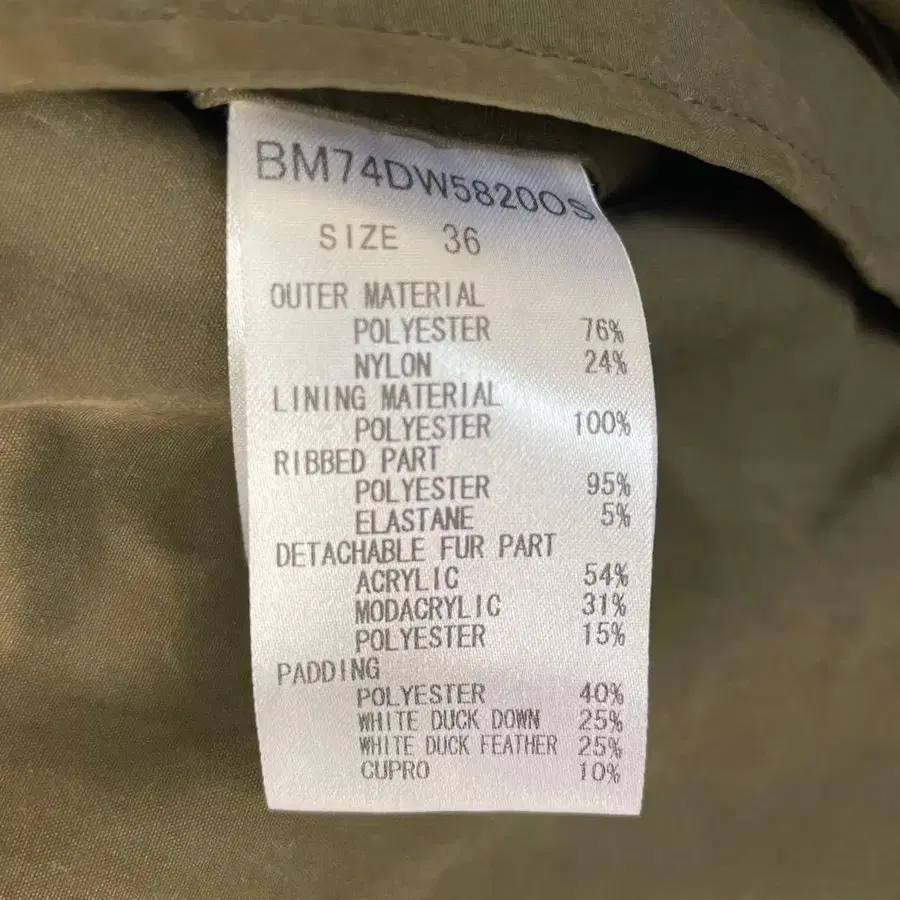 BM74DW5820OS
SIZE 36
OUTER MATERIAL
POLYESTER 76%
NYLON 24%
LINING MATERIAL
POLYESTER 100%
RIBBED PART
POLYESTER 95%
ELASTANE 5%
DETACHABLE FUR PART
ACRYLIC 54%
MODACRYLIC 31%
POLYESTER 15%
PADDING
POLYESTER 40%
WHITE DUCK DOWN 25%
WHITE DUCK FEATHER 25%
CUPRO 10%